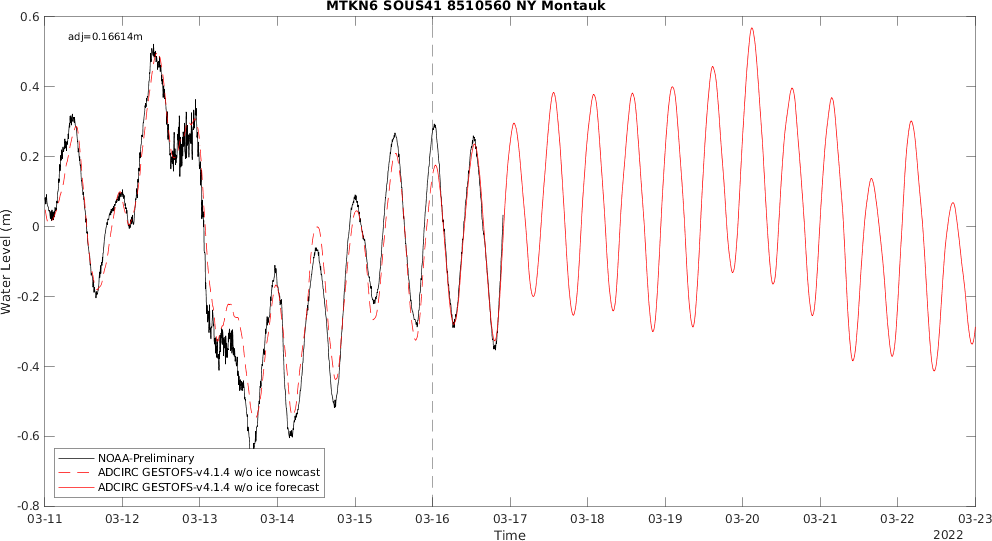 MTKN6 SOUS41 8510560 NY Montauk
adj=0.16614m
Water Level (m)
0.6
0.4
0.2
0
-0.2
-0.4
-0.6
-0.8
NOAA-Preliminary
ADCIRC GESTOFS-v4.1.4 w/o ice nowcast
ADCIRC GESTOFS-v4.1.4 w/o ice forecast
03-11 03-12 03-13 03-14 03-15 03-16 03-17 03-18 03-19 03-20 03-21 03-22 03-23
Time
2022